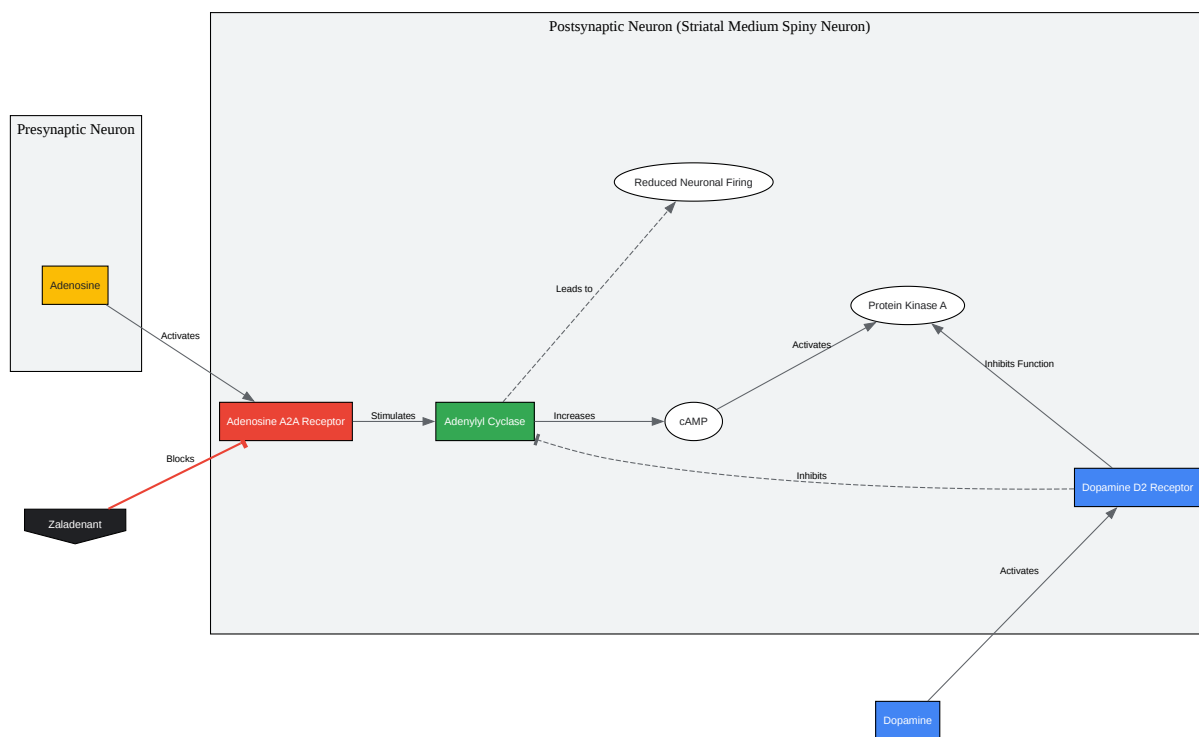 Postsynaptic Neuron (Striatal Medium Spiny Neuron)
Presynaptic Neuron
Reduced Neuronal Firing
Adenosine
Leads to
Protein Kinase A
Activates
Activates
Inhibits Function
Adenosine A2A Receptor
Stimulates
Adenylyl Cyclase
Increases
cAMP
Blocks
Inhibits
Dopamine D2 Receptor
Zaladenant
Activates
Dopamine